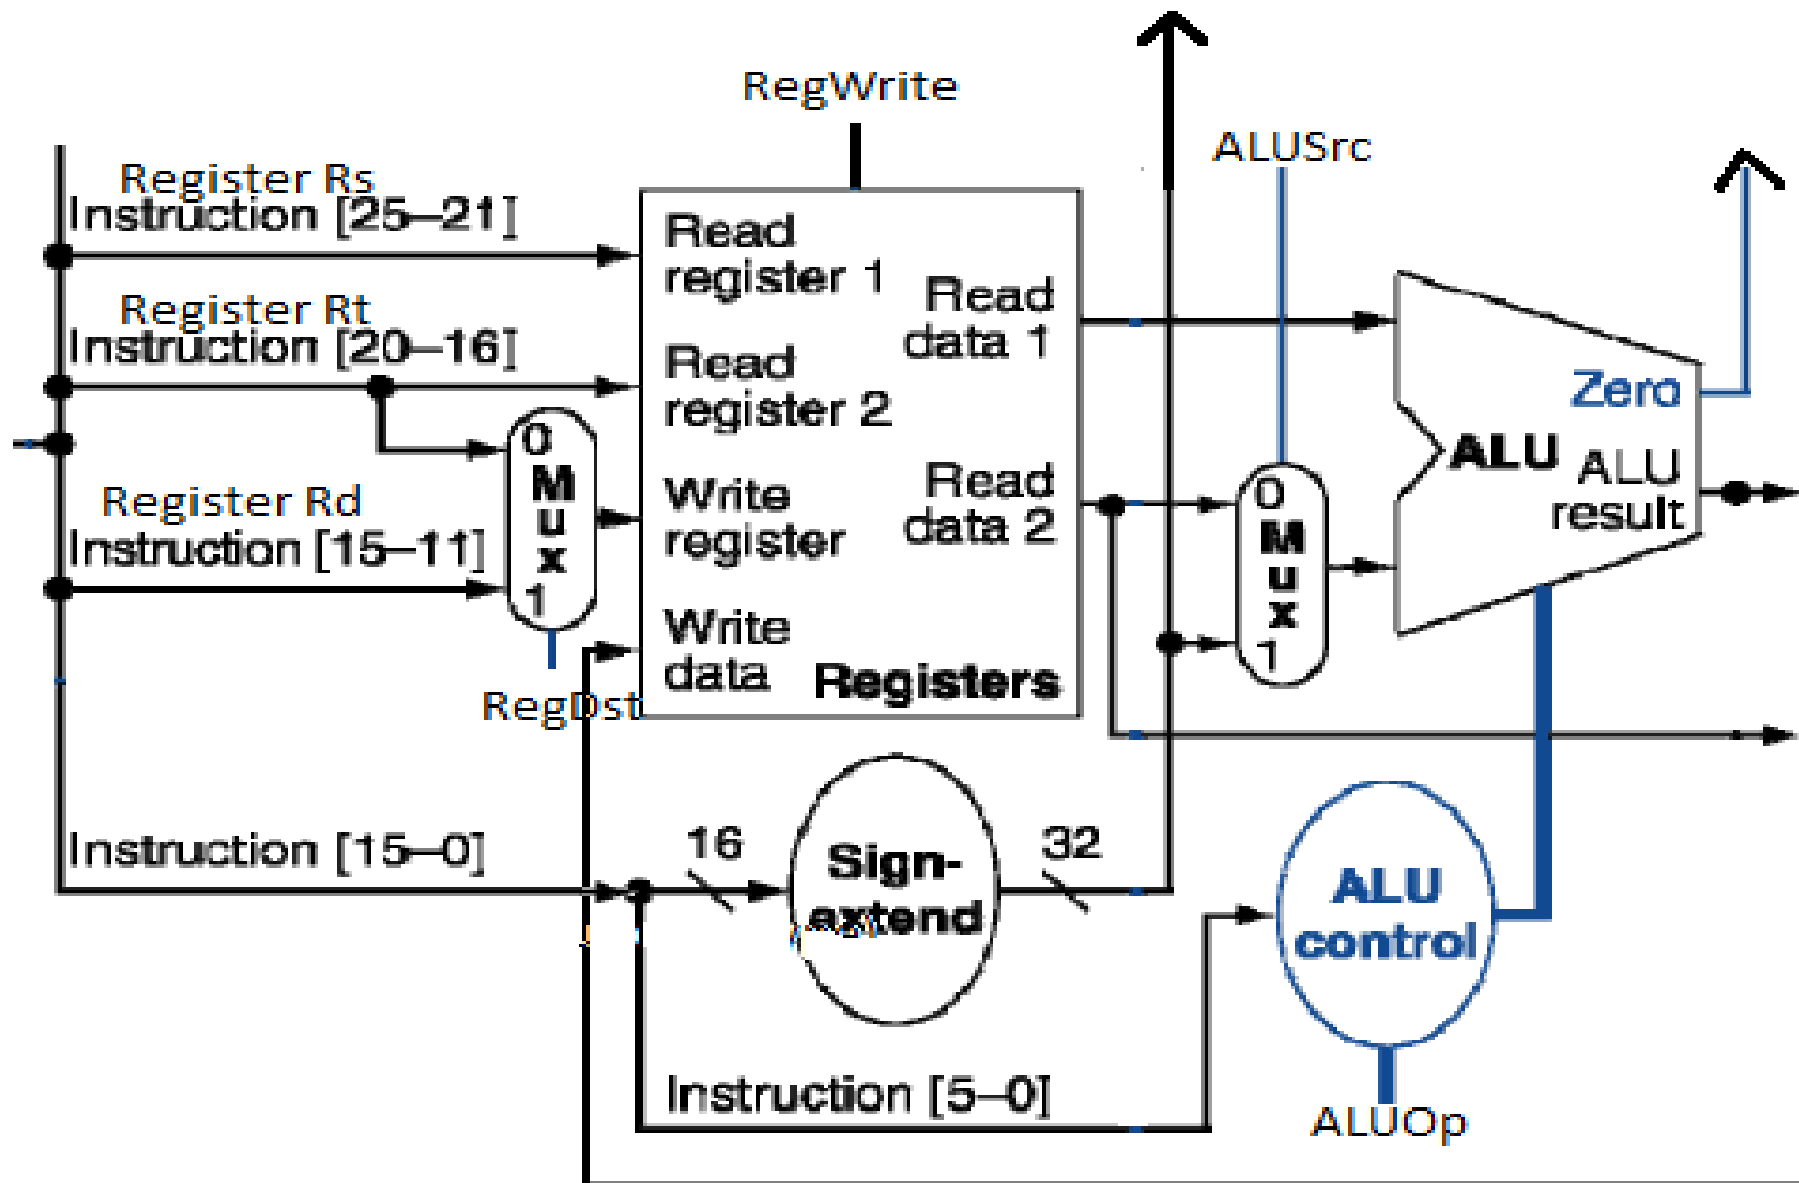 RegWrite
ALUSrc
Register Rs
Instruction [25–21]
Register Rt
Instruction [20–16]
Register Rd
Instruction [15–11]
0
M
u
x
1
RegDst
Read
register 1
Read
register 2
Write
register
Write
data
Read
data 1
Read
data 2
Registers
0
M
u
x
1
Zero
ALU
ALU
result
Instruction [15–0]
16
Sign-
extend
32
ALU
control
Instruction [5–0]
ALUOp